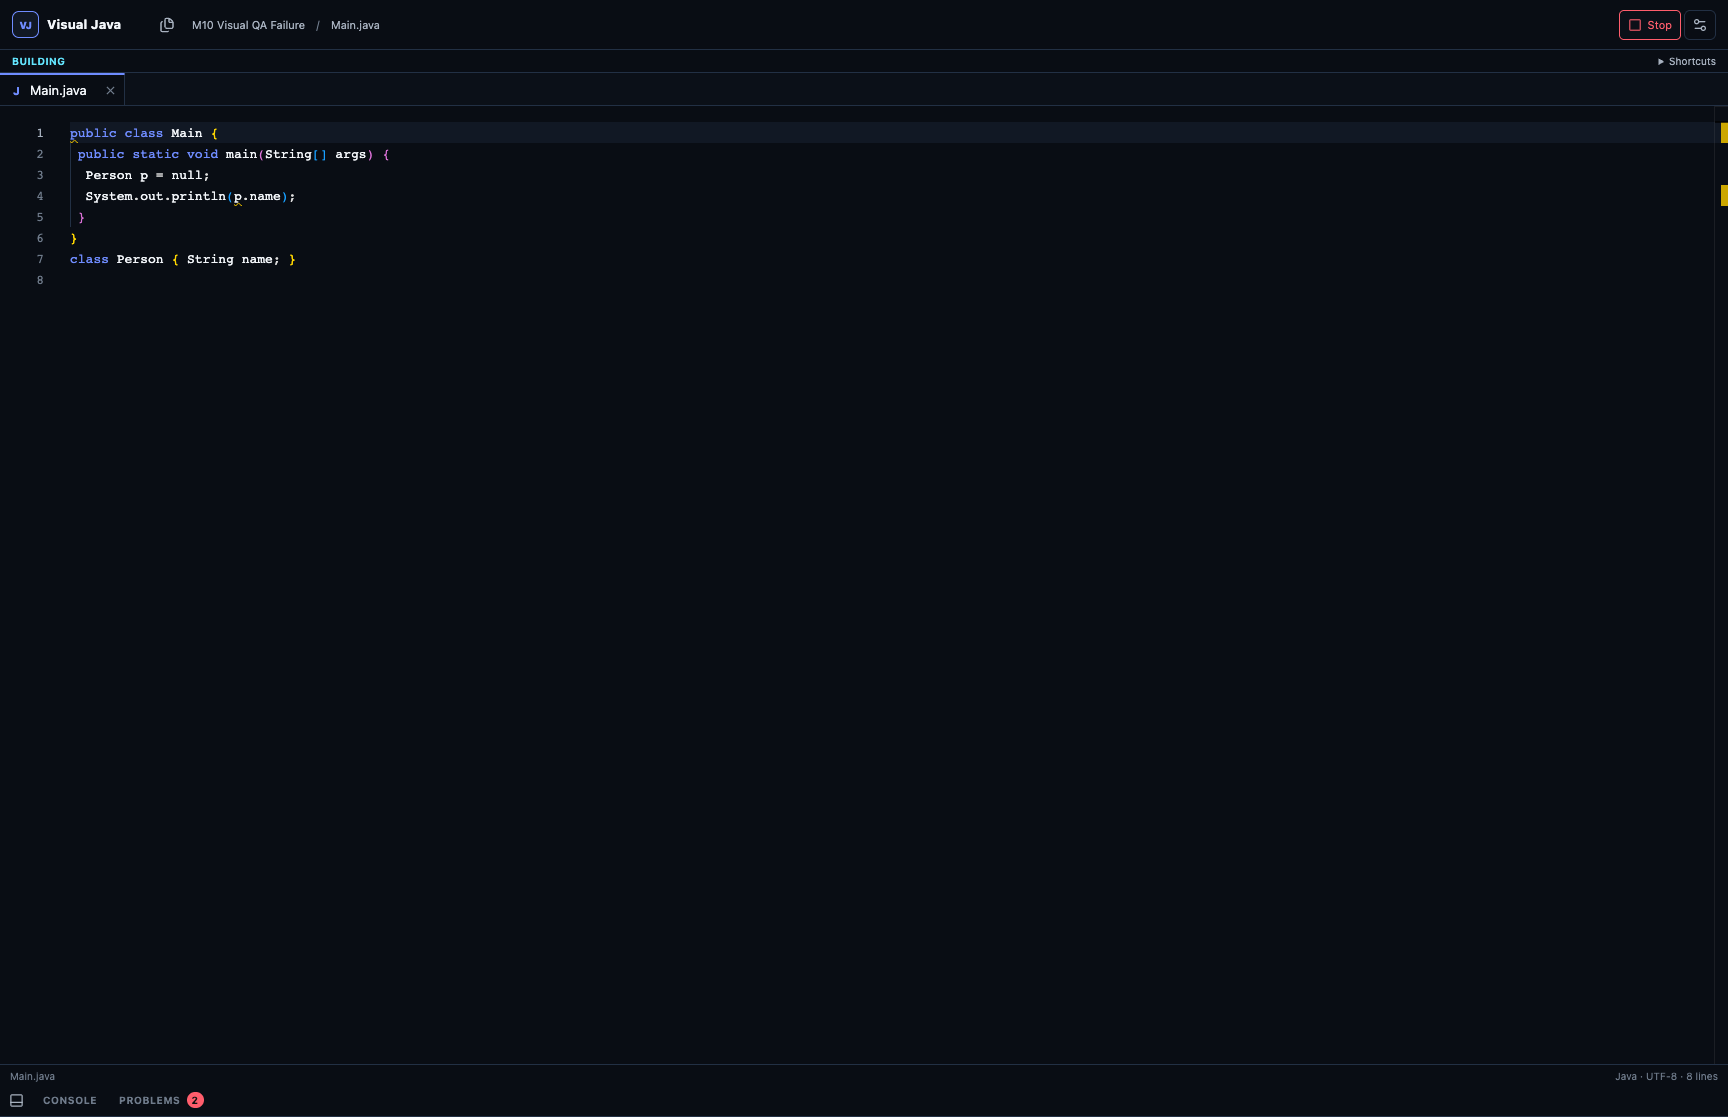 VJ Visual Java M10 Visual QA Failure / Main.java Stop
BUILDING Shortcuts
J Main.java
1 public class Main {
2 public static void main(String[] args) {
3 Person p = null;
4 System.out.println(p.name);
5 }
6 }
7 class Person { String name; }
8
Main.java Java · UTF-8 · 8 lines
CONSOLE PROBLEMS 2